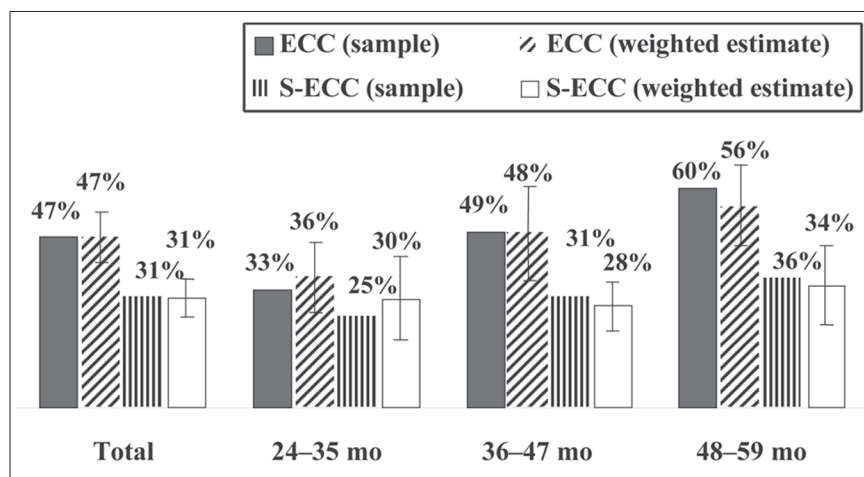 ECC (sample) ECC (weighted estimate)
S-ECC (sample) S-ECC (weighted estimate)
47% 47% 31% 31% 33% 36% 25% 30% 49% 48% 31% 28% 60% 56% 36% 34%
Total 24–35 mo 36–47 mo 48–59 mo